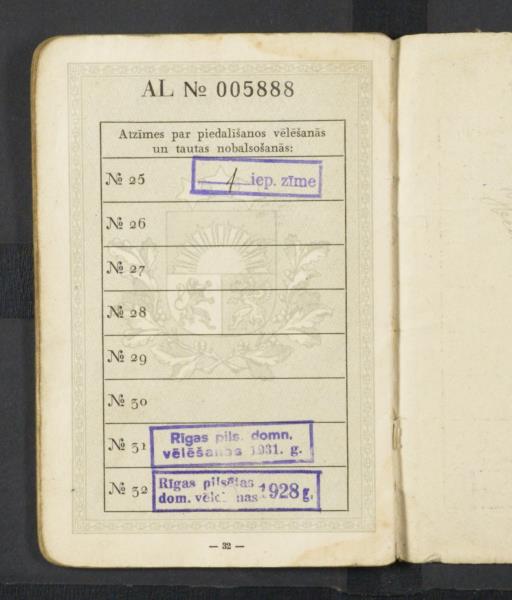 AL № 005888
Atzīmes par piedalīšanos vēlēšanās
un tautas nobalsošanās:
№ 25
1 iep. zīme
№ 26
№ 27
№ 28
№ 29
№ 30
№ 31
Rīgas pils. domn.
vēlēšanas 1931. g.
№ 32
Rīgas pilsētas
dom. vēlēšanas 1928 g.
— 32 —